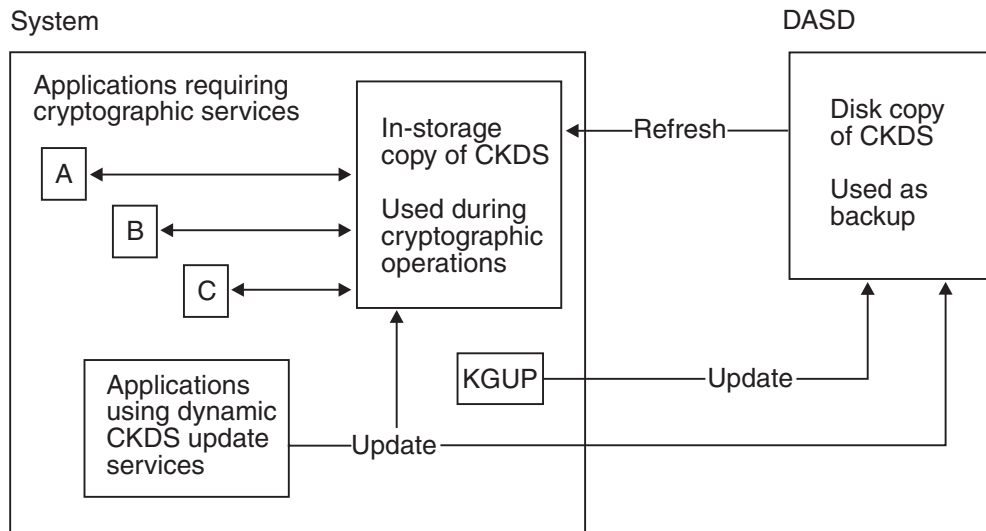 System
DASD
Applications requiring
cryptographic services
A
B
C
In-storage
copy of CKDS
Used during
cryptographic
operations
Refresh
Disk copy
of CKDS
Used as
backup
Applications
using dynamic
CKDS update
services
Update
KGUP
Update